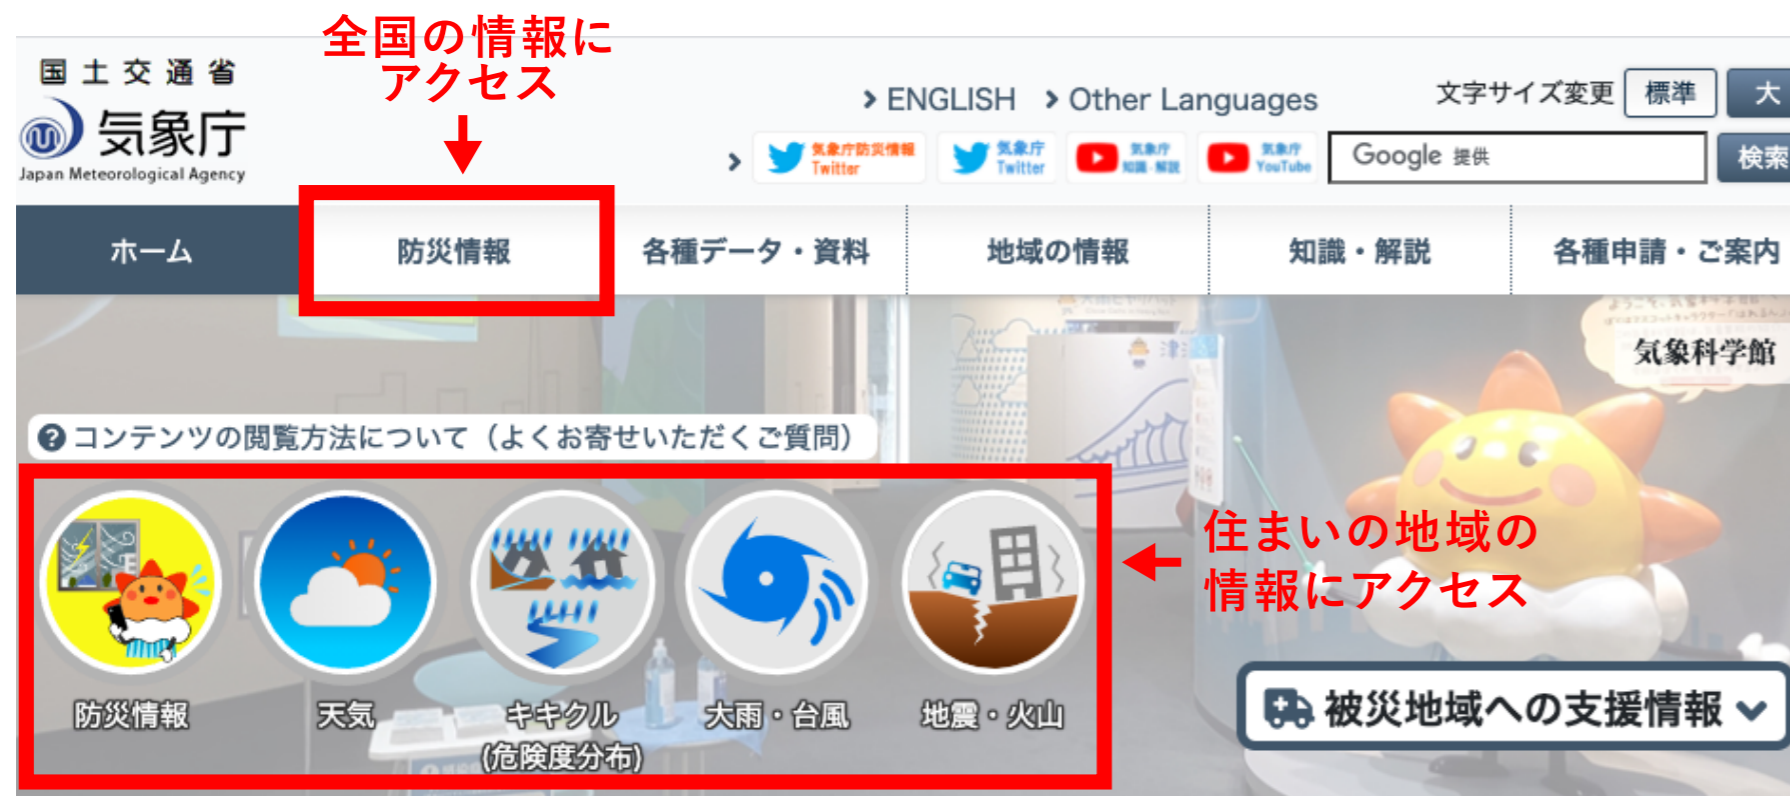 全国の情報に
アクセス
国土交通省
気象庁
Japan Meteorological Agency
ENGLISH
Other Languages
文字サイズ変更
標準
大
気象庁防災情報
Twitter
気象庁
Twitter
気象庁
知識・解説
気象庁
YouTube
Google 提供
検索
ホーム
防災情報
各種データ・資料
地域の情報
知識・解説
各種申請・ご案内
気象科学館
コンテンツの閲覧方法について（よくお寄せいただくご質問）
住まいの地域の
情報にアクセス
防災情報
天気
キキクル
(危険度分布)
大雨・台風
地震・火山
被災地域への支援情報